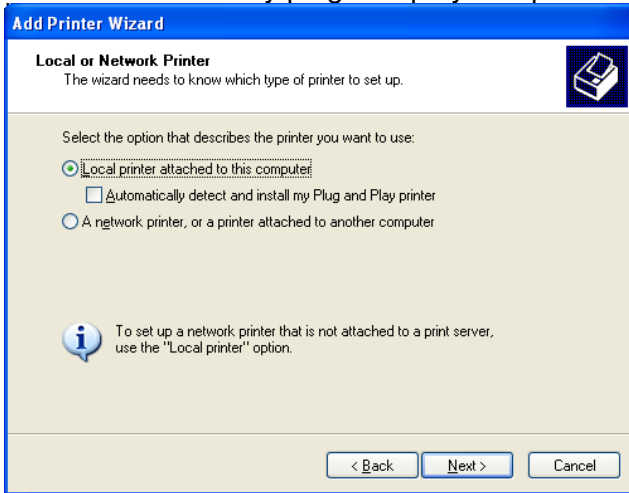 Add Printer Wizard
Local or Network Printer
The wizard needs to know which type of printer to set up.
Select the option that describes the printer you want to use:
Local printer attached to this computer
Automatically detect and install my Plug and Play printer
A network printer, or a printer attached to another computer
To set up a network printer that is not attached to a print server,
use the "Local printer" option.
< Back Next > Cancel